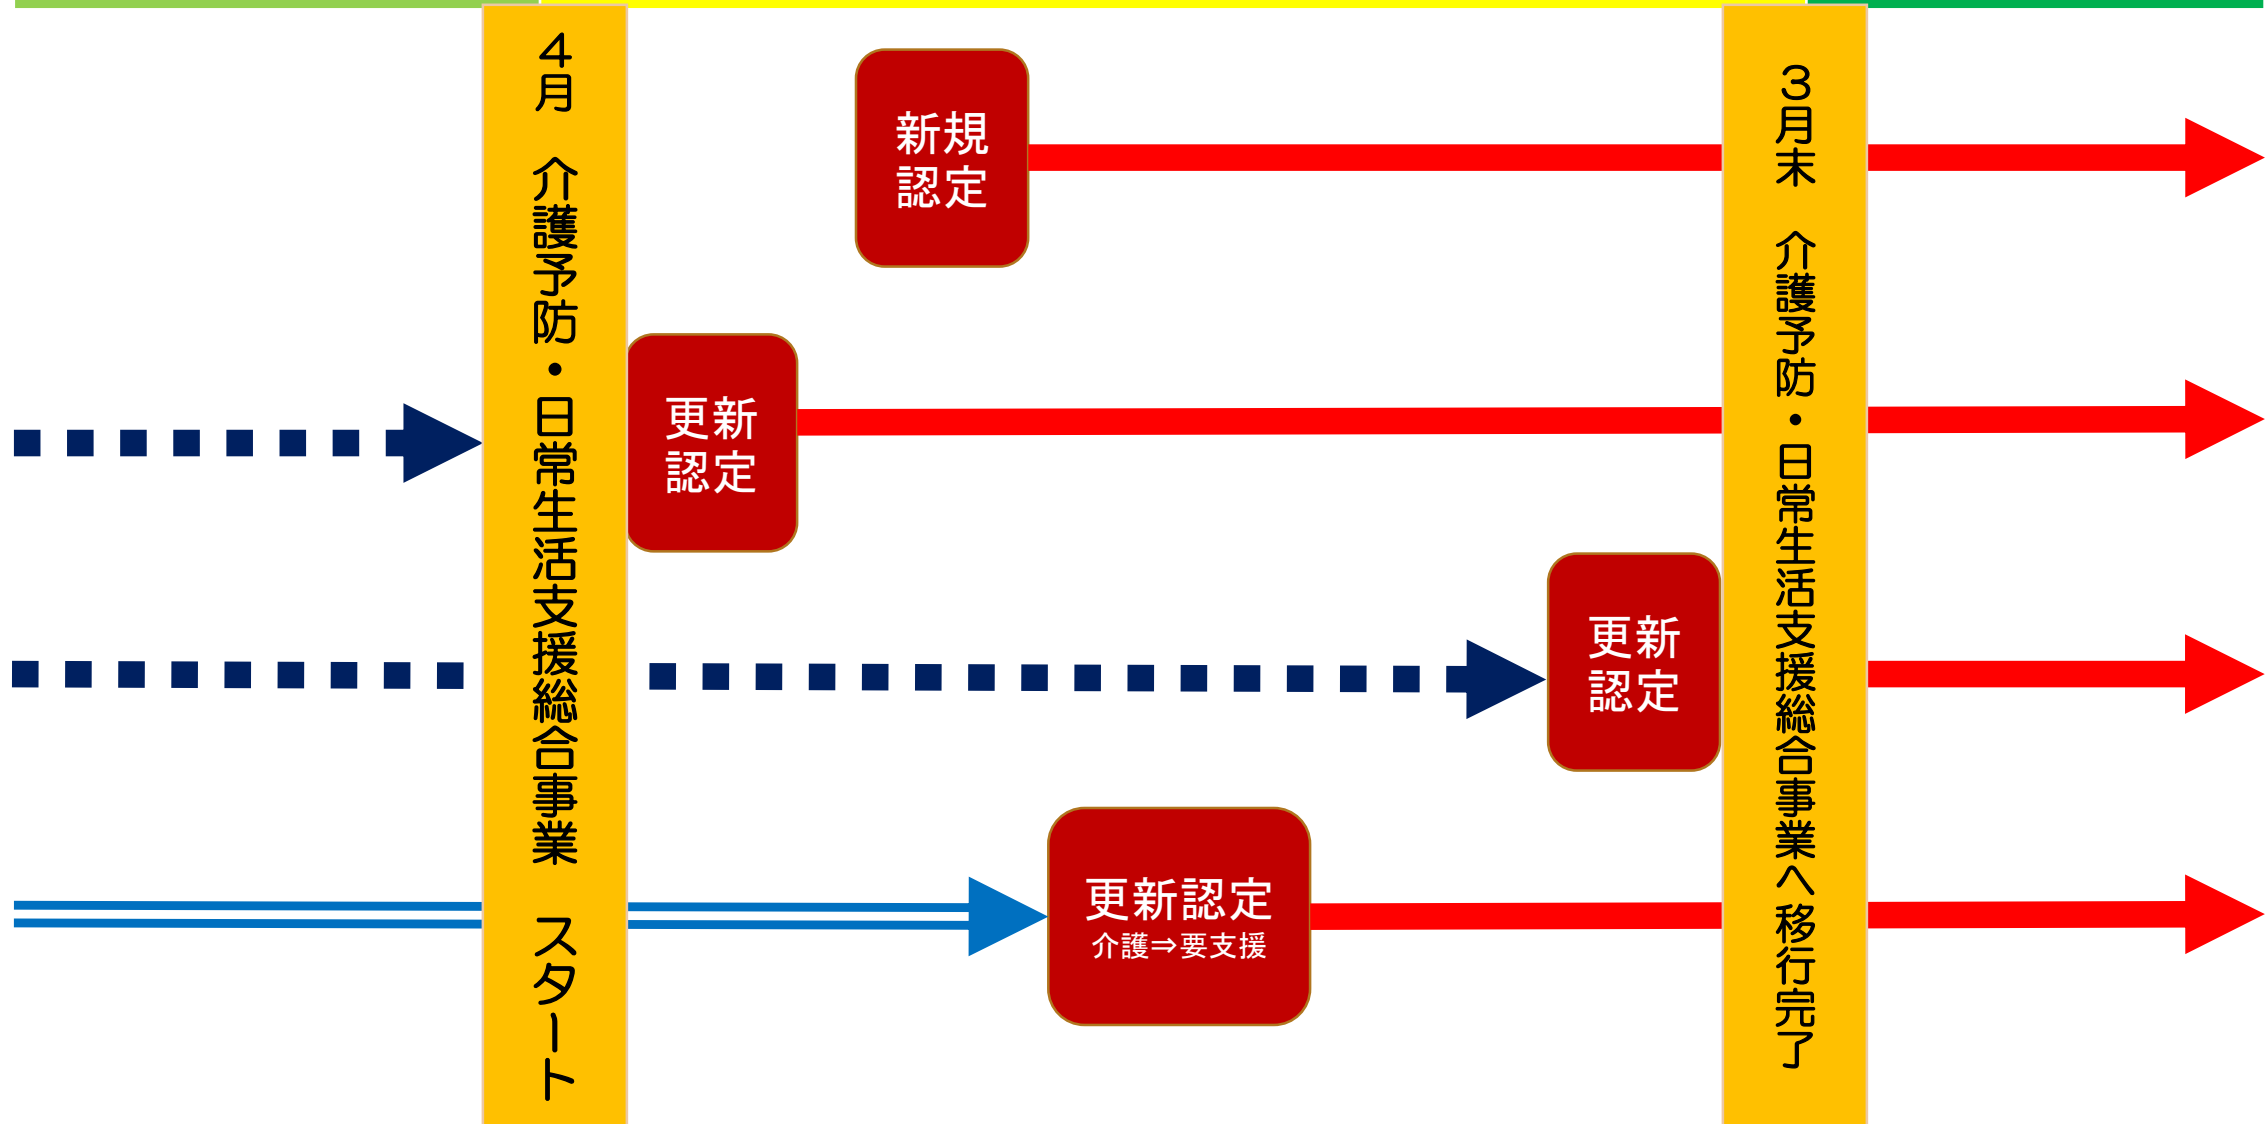 ４月　介護予防・日常生活支援総合事業　スタート
新規
認定
更新
認定
更新
認定
更新認定
介護⇒要支援
３月末　介護予防・日常生活支援総合事業へ移行完了